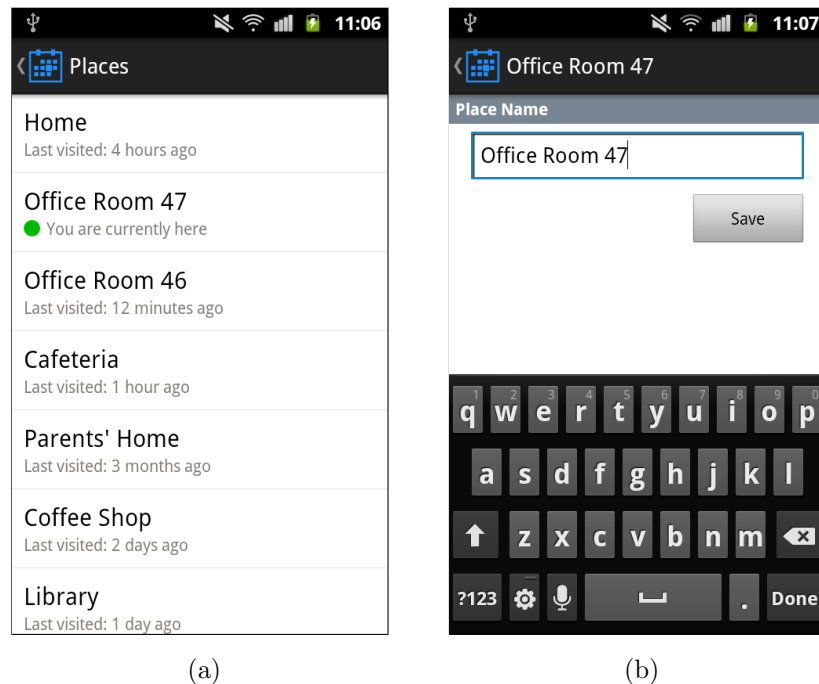 11:06
Places
Home
Last visited: 4 hours ago
Office Room 47
You are currently here
Office Room 46
Last visited: 12 minutes ago
Cafeteria
Last visited: 1 hour ago
Parents' Home
Last visited: 3 months ago
Coffee Shop
Last visited: 2 days ago
Library
Last visited: 1 day ago
(a)
11:07
Office Room 47
Place Name
Office Room 47
Save
1 2 3 4 5 6 7 8 9 0
q w e r t y u i o p
a s d f g h j k l
z x c v b n m
?123 . Done
(b)